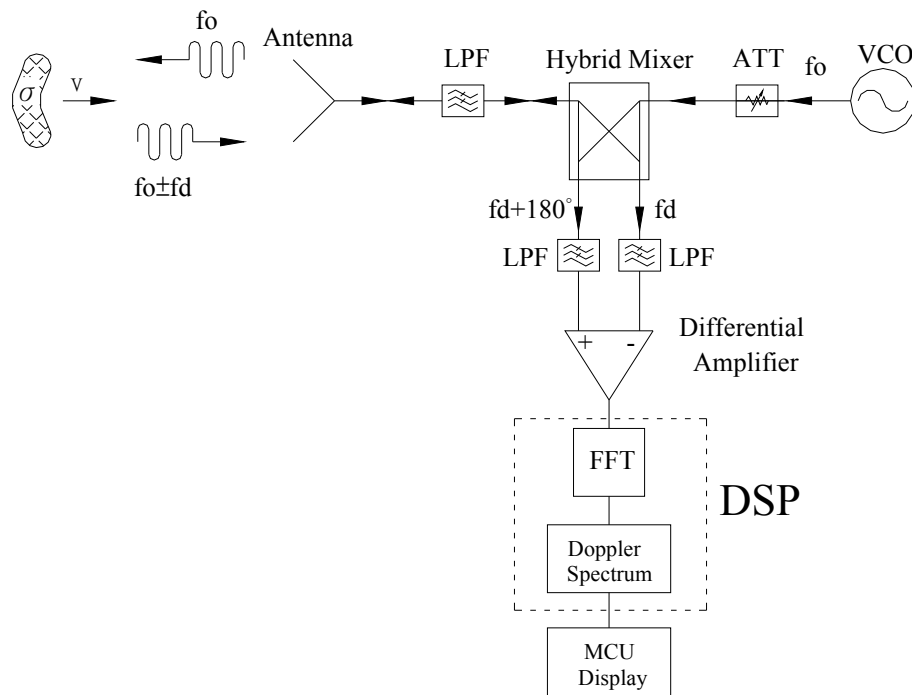 fo
Antenna
LPF
Hybrid Mixer
ATT
fo
VCO
σ
v
fo±fd
fd+180°
fd
LPF
LPF
+
-
Differential
Amplifier
FFT
DSP
Doppler
Spectrum
MCU
Display